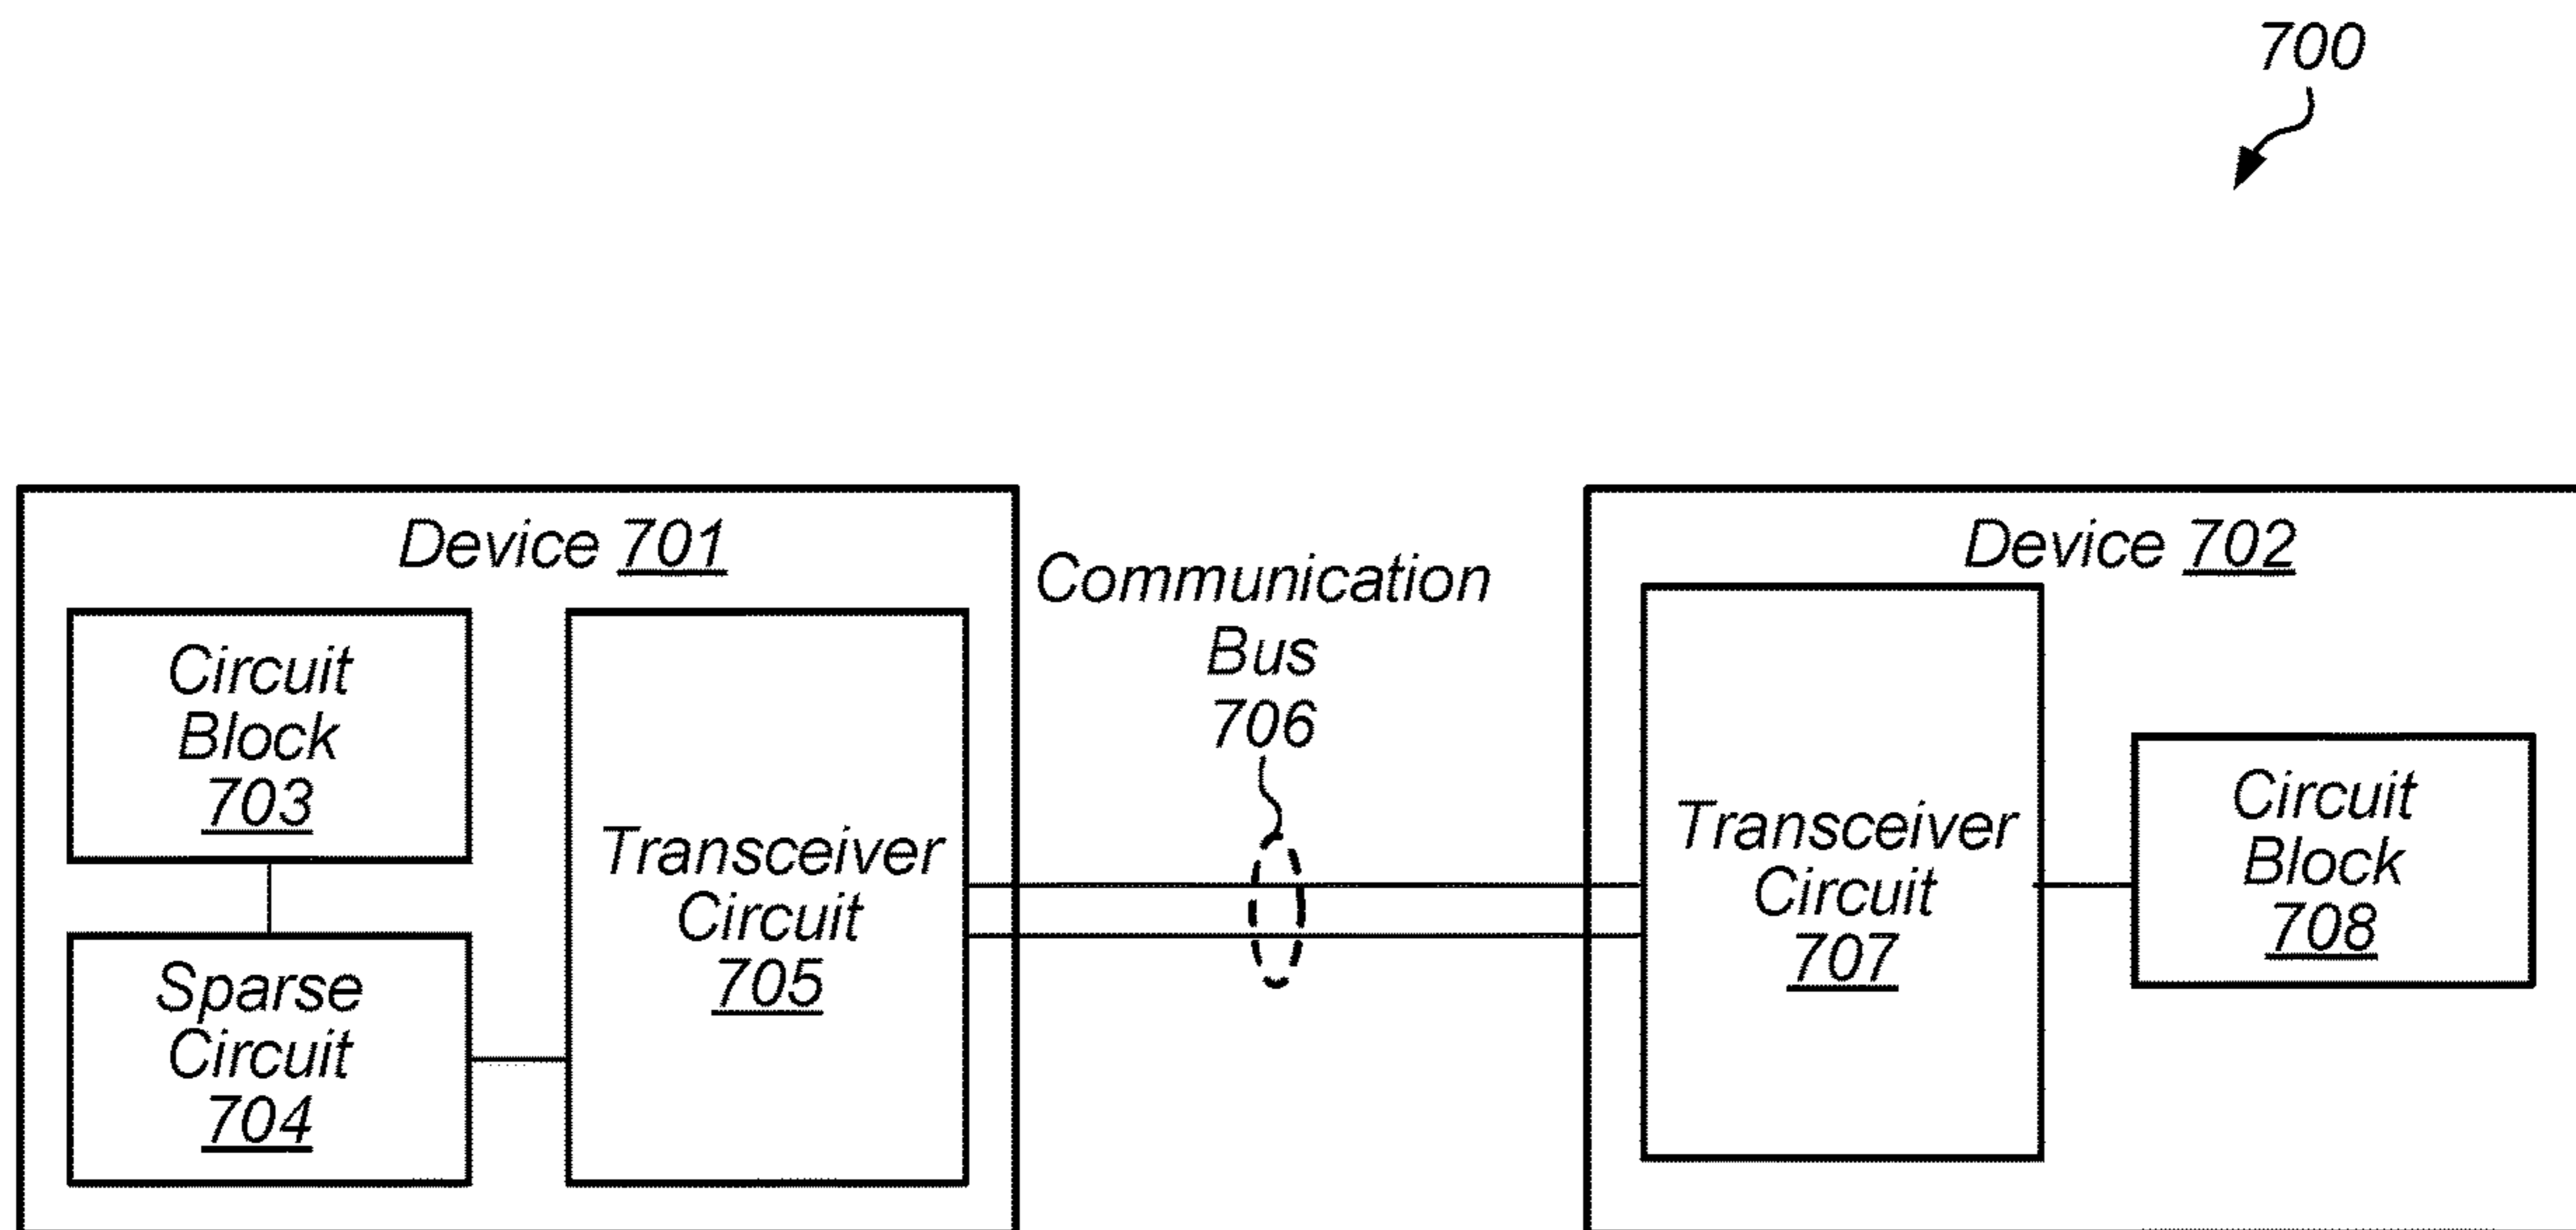 700
Device 701
Circuit
Block
703
Sparse
Circuit
704
Transceiver
Circuit
705
Communication
Bus
706
Device 702
Transceiver
Circuit
707
Circuit
Block
708